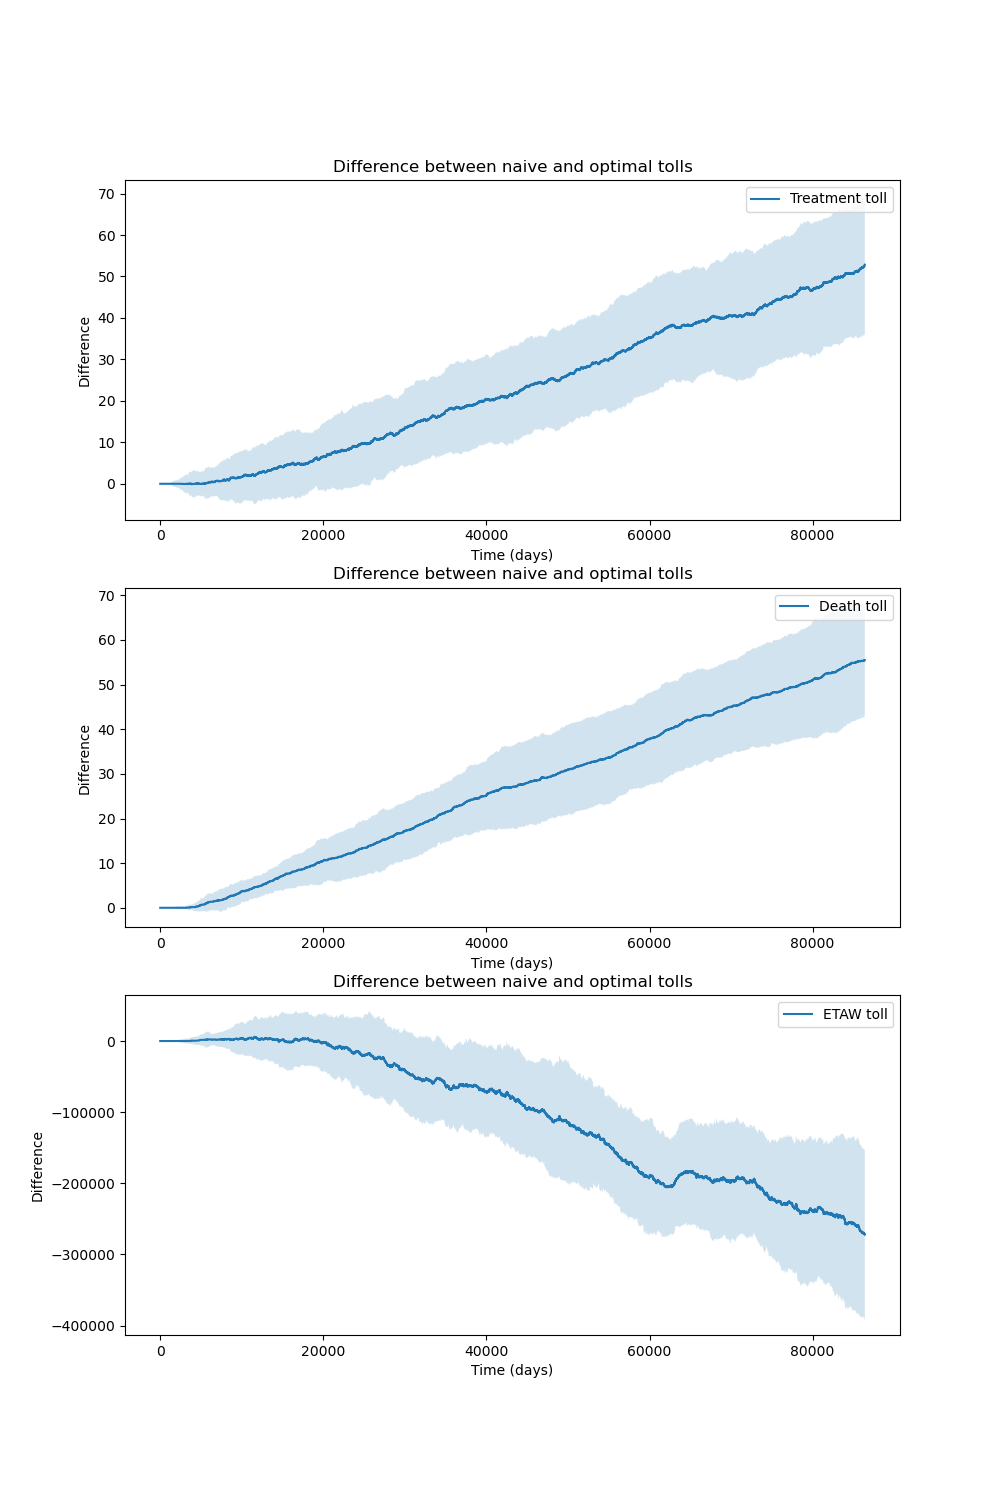 Difference between naive and optimal tolls
Treatment toll
70
60
50
40
30
20
10
0
Difference
0 20000 40000 60000 80000
Time (days)
Difference between naive and optimal tolls
Death toll
70
60
50
40
30
20
10
0
Difference
0 20000 40000 60000 80000
Time (days)
Difference between naive and optimal tolls
ETAW toll
0
−100000
−200000
−300000
−400000
Difference
0 20000 40000 60000 80000
Time (days)